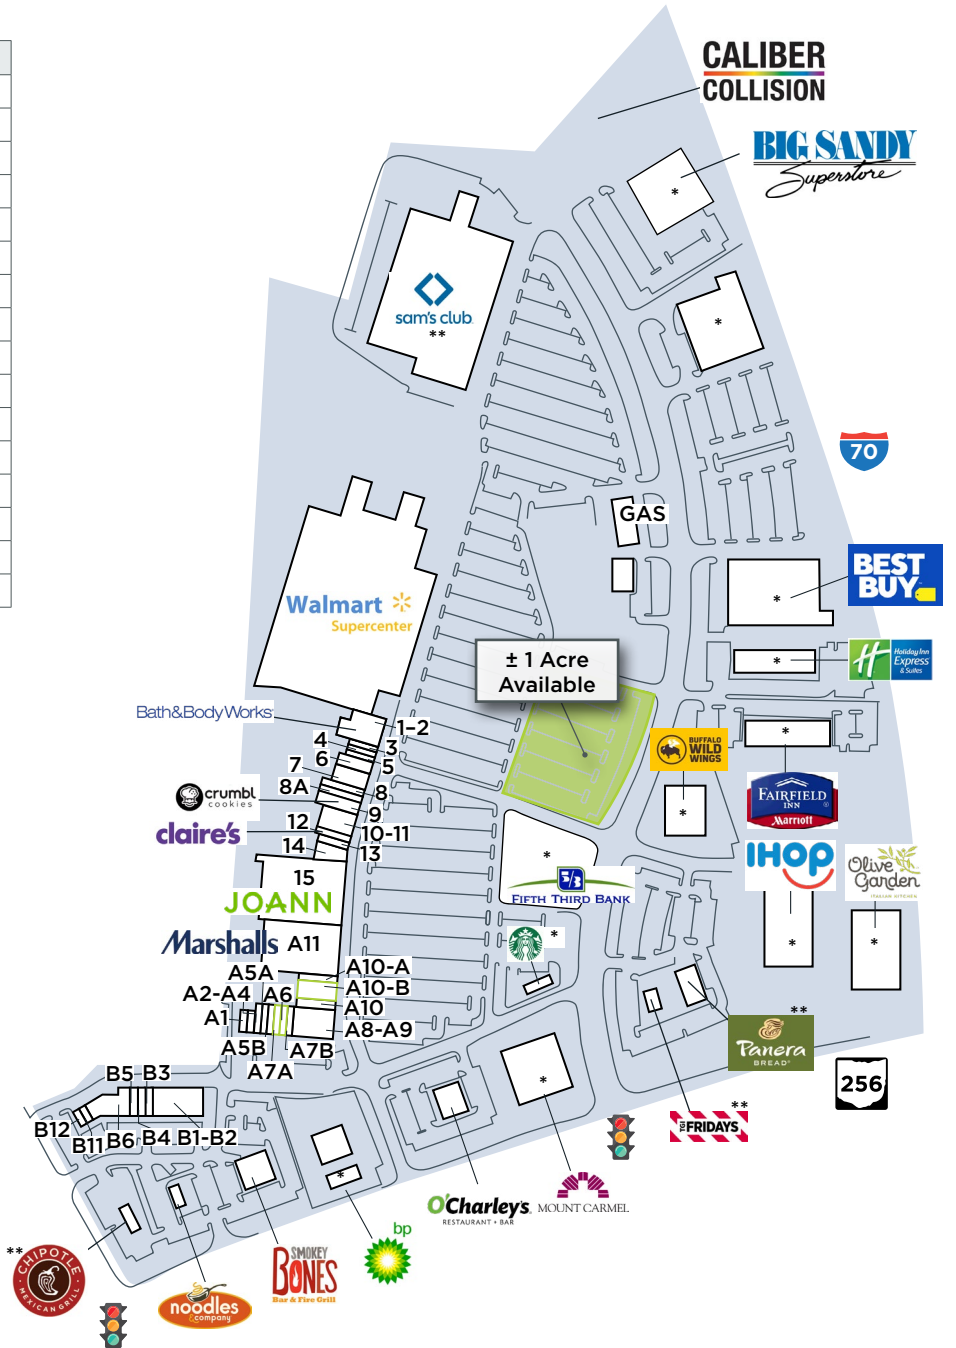 CALIBER
COLLISION
BIG SANDY
Superstore
*
sam's club
**
*
70
GAS
BEST
BUY
*
Walmart
Supercenter
Holiday Inn
Express
& Suites
*
± 1 Acre
Available
Bath&BodyWorks
1-2
4
3
6
5
7
8A
8
crumbl
cookies
9
12
10-11
claire's
13
14
15
JOANN
BUFFALO
WILD
WINGS
*
*
FAIRFIELD
INN
Marriott
IHOP
*
Olive
Garden
ITALIAN KITCHEN
*
*
FIFTH THIRD BANK
*
Marshalls
A11
A5A
A10-A
A2-A4
A6
A10-B
A10
A1
A8-A9
A5B
A7B
A7A
**
Panera
BREAD
256
B5
B3
B12
B11
B6
B4
B1-B2
*
**
TGI
FRIDAYS
*
O'Charley's
RESTAURANT + BAR
MOUNT CARMEL
bp
**
CHIPOTLE
MEXICAN GRILL
noodles
&company
SMOKEY
BONES
Bar & Fire Grill